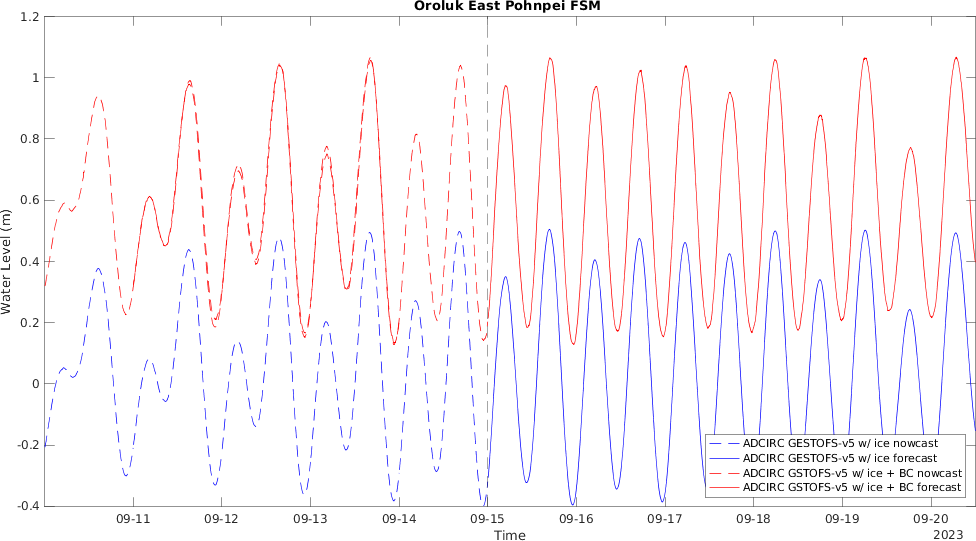 Oroluk East Pohnpei FSM
1.2
1
0.8
0.6
0.4
0.2
0
-0.2
-0.4
Water Level (m)
ADCIRC GESTOFS-v5 w/ ice nowcast
ADCIRC GESTOFS-v5 w/ ice forecast
ADCIRC GSTOFS-v5 w/ ice + BC nowcast
ADCIRC GSTOFS-v5 w/ ice + BC forecast
09-11 09-12 09-13 09-14 09-15 09-16 09-17 09-18 09-19 09-20
Time
2023